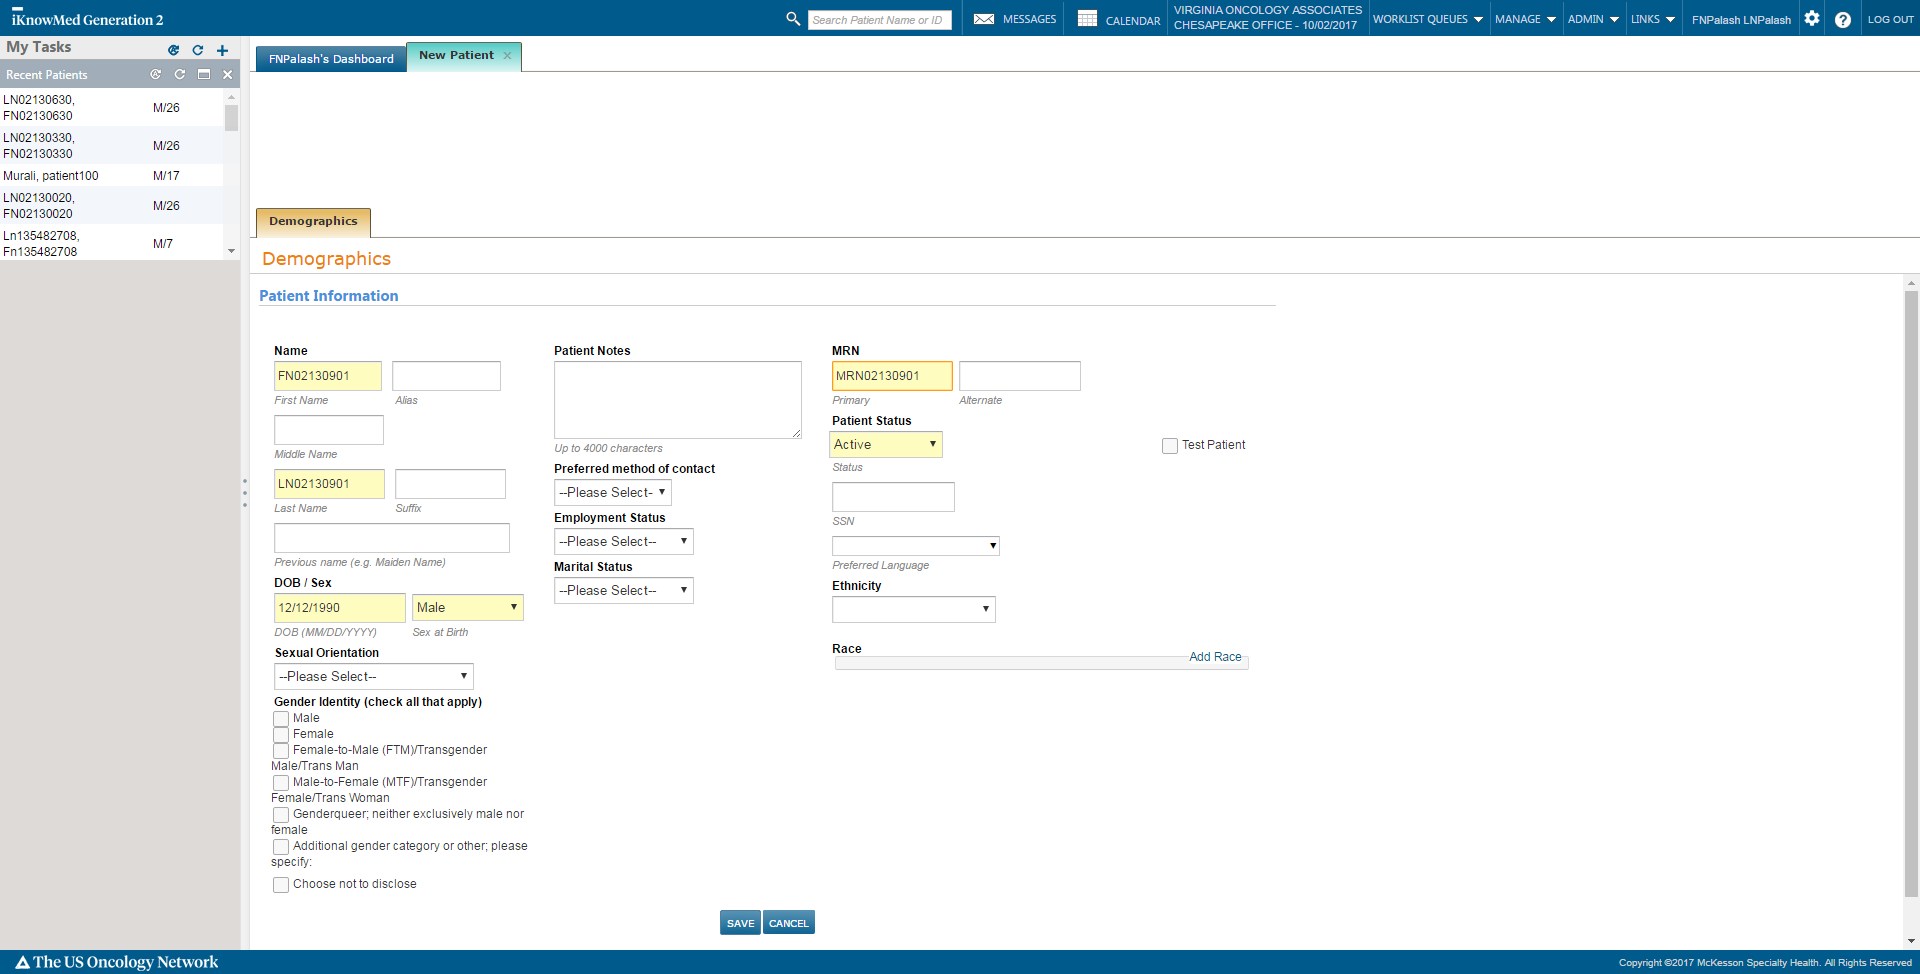 iKnowMed Generation 2
Search Patient Name or ID
MESSAGES
CALENDAR
VIRGINIA ONCOLOGY ASSOCIATES
CHESAPEAKE OFFICE - 10/02/2017
WORKLIST QUEUES
MANAGE
ADMIN
LINKS
FNPalash LNPalash
LOG OUT
My Tasks
Recent Patients
LN02130630,
FN02130630
M/26
LN02130330,
FN02130330
M/26
Murali, patient100
M/17
LN02130020,
FN02130020
M/26
Ln135482708,
Fn135482708
M/7
FNPalash's Dashboard
New Patient
Demographics
Demographics
Patient Information
Name
FN02130901
First Name
Alias
Middle Name
LN02130901
Last Name
Suffix
Previous name (e.g. Maiden Name)
DOB / Sex
12/12/1990
Male
DOB (MM/DD/YYYY)
Sex at Birth
Sexual Orientation
--Please Select--
Gender Identity (check all that apply)
Male
Female
Female-to-Male (FTM)/Transgender
Male/Trans Man
Male-to-Female (MTF)/Transgender
Female/Trans Woman
Genderqueer; neither exclusively male nor
female
Additional gender category or other; please
specify:
Choose not to disclose
Patient Notes
Up to 4000 characters
Preferred method of contact
--Please Select-
Employment Status
--Please Select--
Marital Status
--Please Select--
MRN
MRN02130901
Primary
Alternate
Patient Status
Active
Status
Test Patient
SSN
Preferred Language
Ethnicity
Race
Add Race
SAVE
CANCEL
The US Oncology Network
Copyright ©2017 McKesson Specialty Health. All Rights Reserved